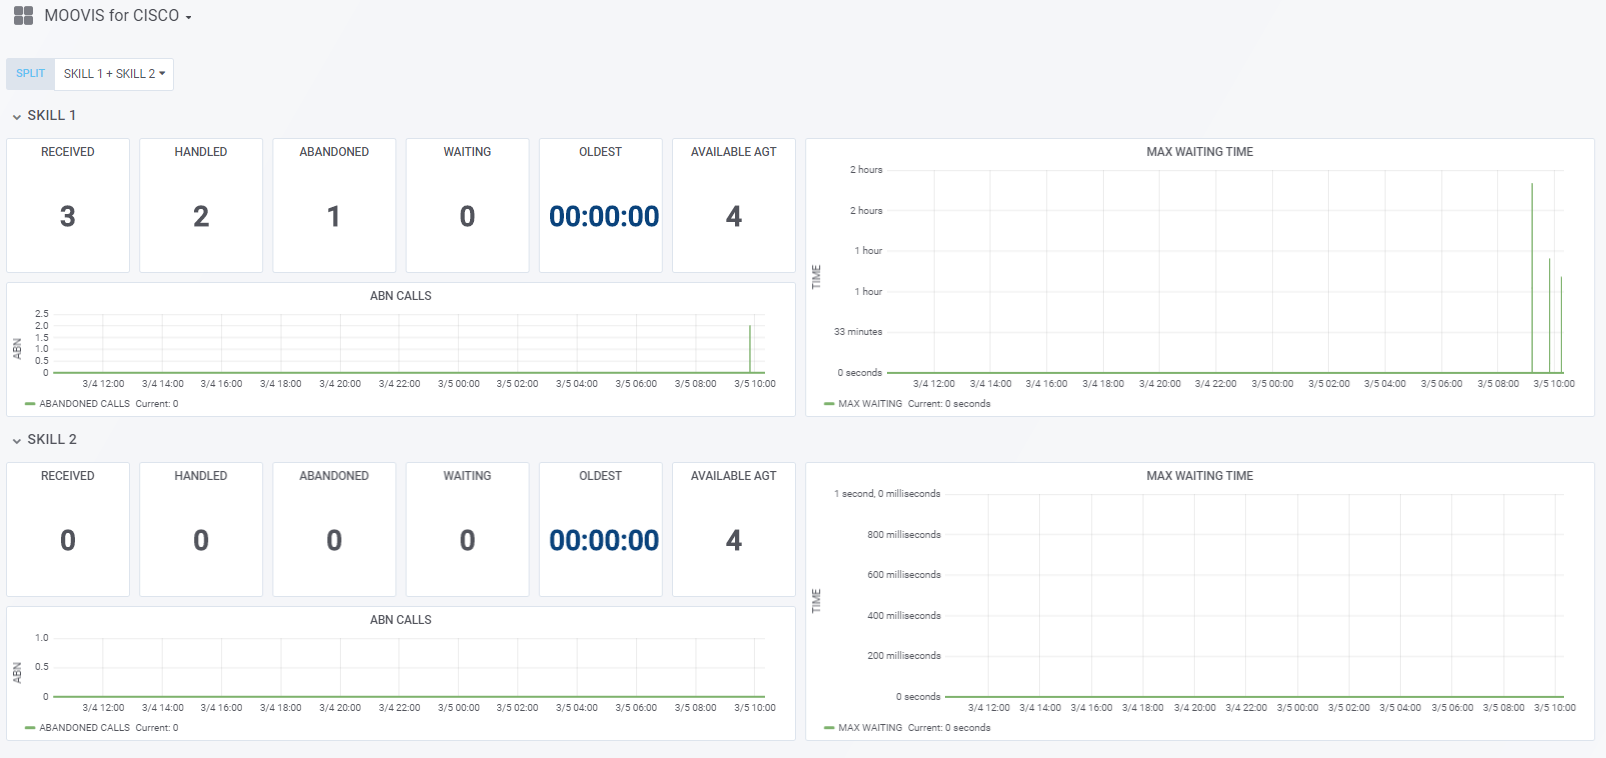 MOOVIS for CISCO
SPLIT SKILL 1 + SKILL 2
SKILL 1
RECEIVED HANDLED ABANDONED WAITING OLDEST AVAILABLE AGT
3 2 1 0 00:00:00 4
MAX WAITING TIME
2 hours
2 hours
1 hour
1 hour
33 minutes
0 seconds
TIME
3/4 12:00 3/4 14:00 3/4 16:00 3/4 18:00 3/4 20:00 3/4 22:00 3/5 00:00 3/5 02:00 3/5 04:00 3/5 06:00 3/5 08:00 3/5 10:00
MAX WAITING Current: 0 seconds
ABN CALLS
2.5
2.0
1.5
1.0
0.5
0
ABN
3/4 12:00 3/4 14:00 3/4 16:00 3/4 18:00 3/4 20:00 3/4 22:00 3/5 00:00 3/5 02:00 3/5 04:00 3/5 06:00 3/5 08:00 3/5 10:00
ABANDONED CALLS Current: 0
SKILL 2
RECEIVED HANDLED ABANDONED WAITING OLDEST AVAILABLE AGT
0 0 0 0 00:00:00 4
MAX WAITING TIME
1 second, 0 milliseconds
800 milliseconds
600 milliseconds
400 milliseconds
200 milliseconds
0 seconds
TIME
3/4 12:00 3/4 14:00 3/4 16:00 3/4 18:00 3/4 20:00 3/4 22:00 3/5 00:00 3/5 02:00 3/5 04:00 3/5 06:00 3/5 08:00 3/5 10:00
MAX WAITING Current: 0 seconds
ABN CALLS
1.0
0.5
0
ABN
3/4 12:00 3/4 14:00 3/4 16:00 3/4 18:00 3/4 20:00 3/4 22:00 3/5 00:00 3/5 02:00 3/5 04:00 3/5 06:00 3/5 08:00 3/5 10:00
ABANDONED CALLS Current: 0